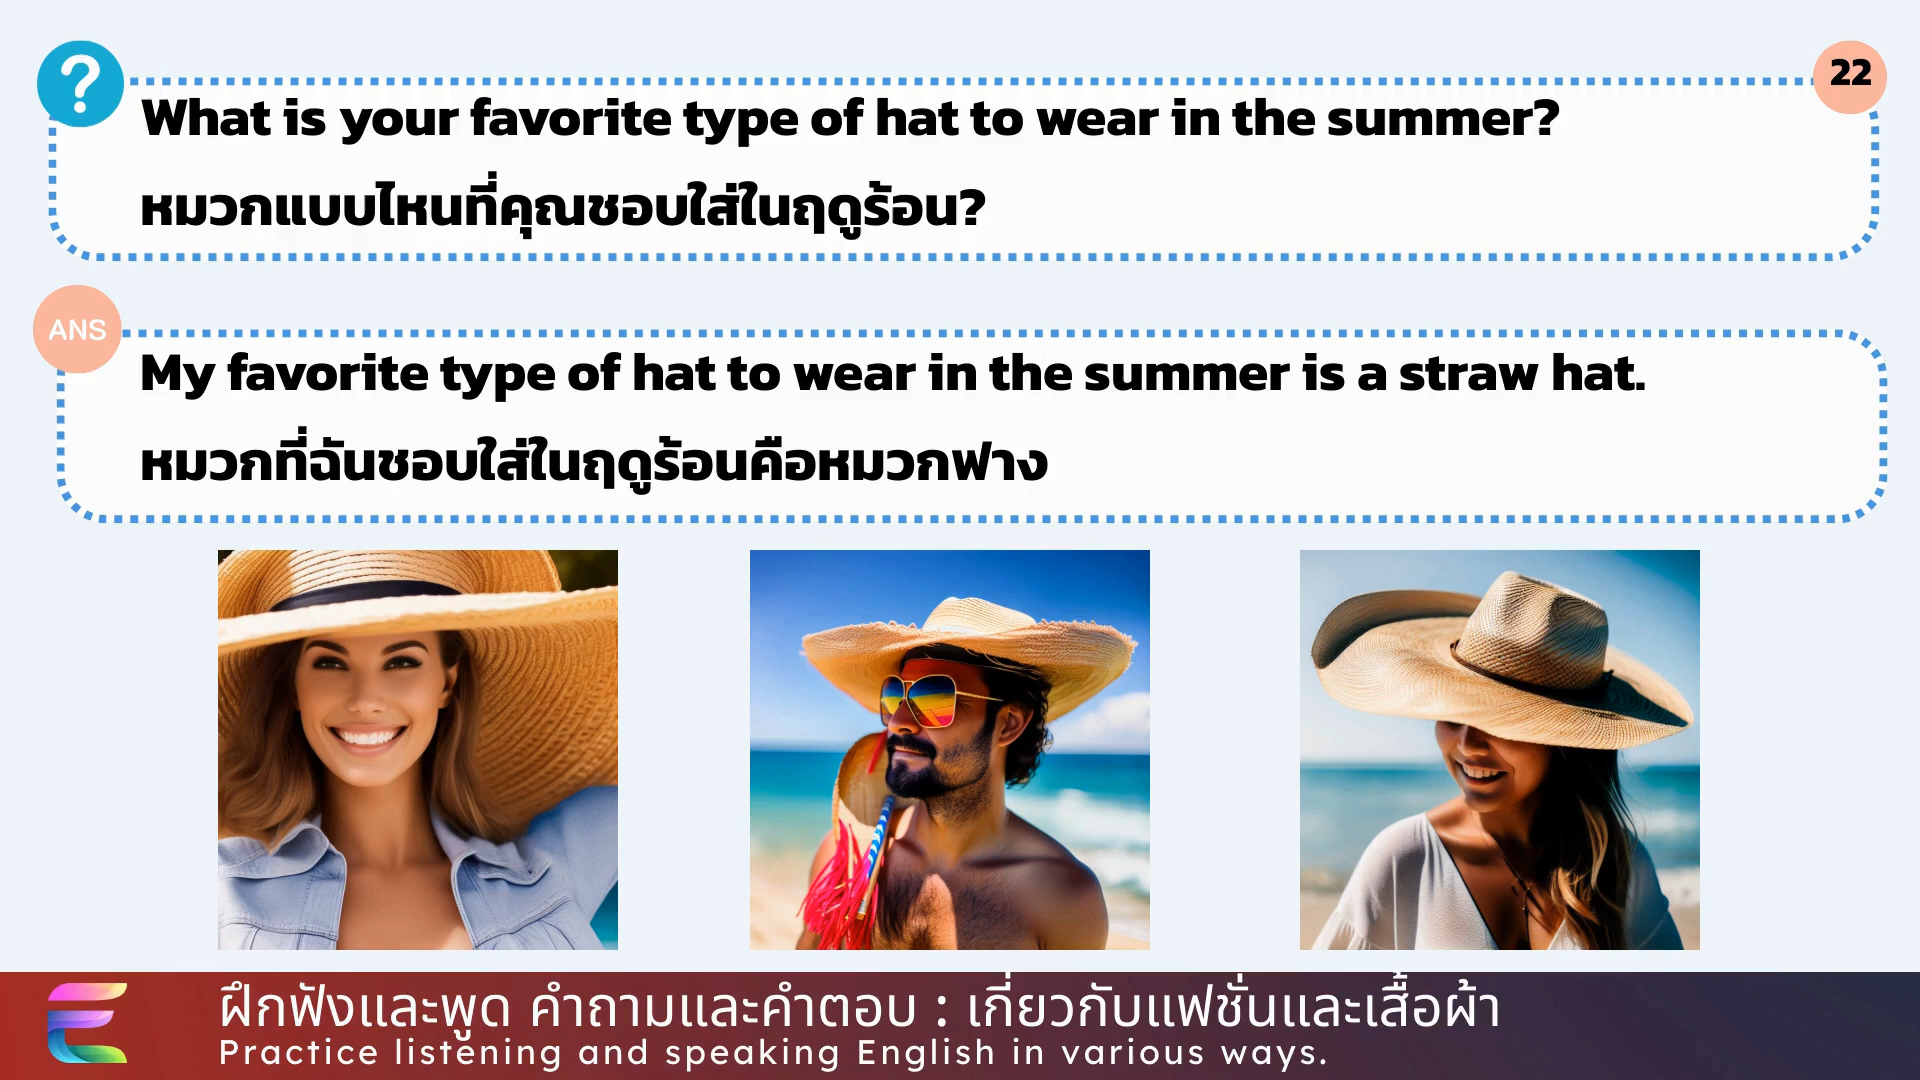 ?
22
What is your favorite type of hat to wear in the summer?
หมวกแบบไหนที่คุณชอบใส่ในฤดูร้อน?
ANS
My favorite type of hat to wear in the summer is a straw hat.
หมวกที่ฉันชอบใส่ในฤดูร้อนคือหมวกฟาง
ฝึกฟังและพูด คำถามและคำตอบ : เกี่ยวกับแฟชั่นและเสื้อผ้า
Practice listening and speaking English in various ways.